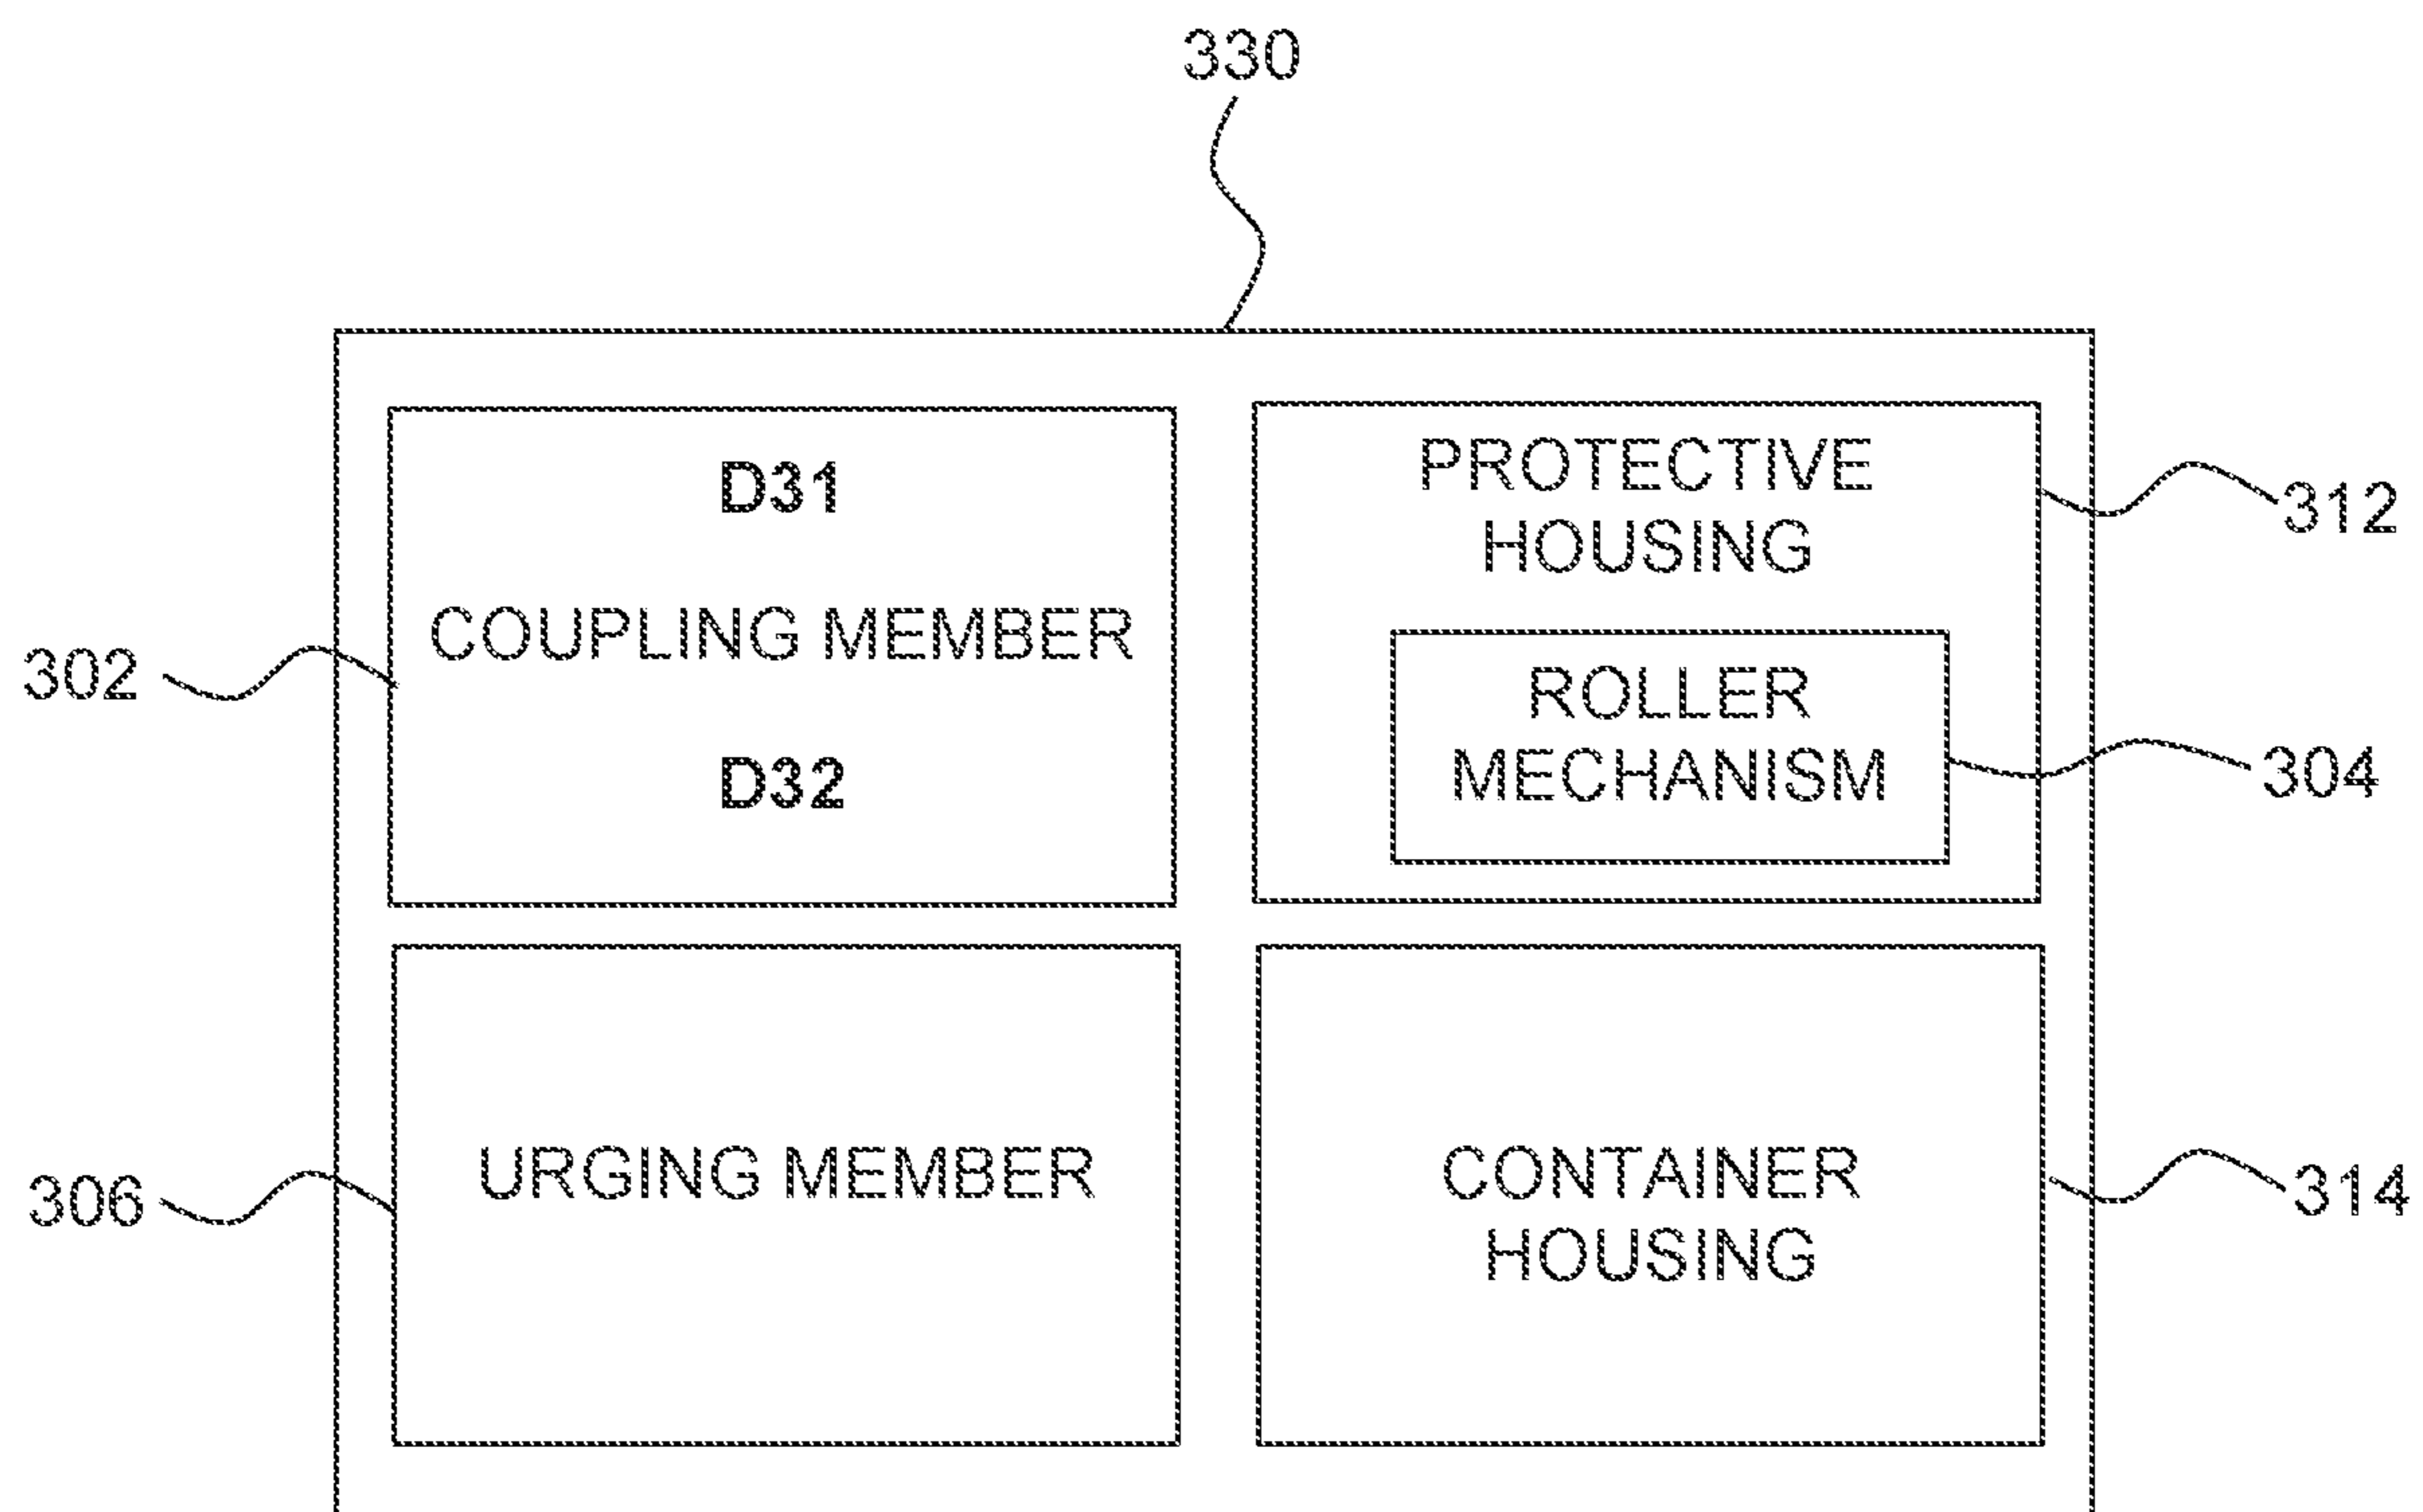 330
D31
COUPLING MEMBER
D32
302
PROTECTIVE
HOUSING
312
ROLLER
MECHANISM
304
URGING MEMBER
306
CONTAINER
HOUSING
314